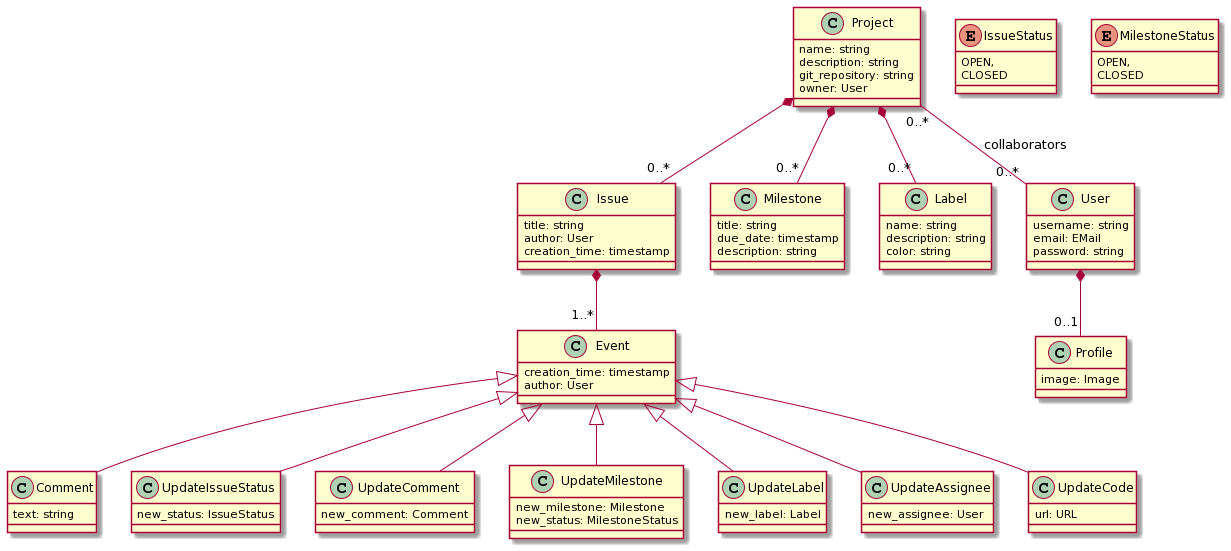 C Project
name: string
description: string
git_repository: string
owner: User
E IssueStatus
OPEN,
CLOSED
E MilestoneStatus
OPEN,
CLOSED
0..*
collaborators
0..*
0..*
0..*
0..*
C Issue
title: string
author: User
creation_time: timestamp
C Milestone
title: string
due_date: timestamp
description: string
C Label
name: string
description: string
color: string
C User
username: string
email: EMail
password: string
1..*
0..1
C Event
creation_time: timestamp
author: User
C Profile
image: Image
C Comment
text: string
C UpdateIssueStatus
new_status: IssueStatus
C UpdateComment
new_comment: Comment
C UpdateMilestone
new_milestone: Milestone
new_status: MilestoneStatus
C UpdateLabel
new_label: Label
C UpdateAssignee
new_assignee: User
C UpdateCode
url: URL